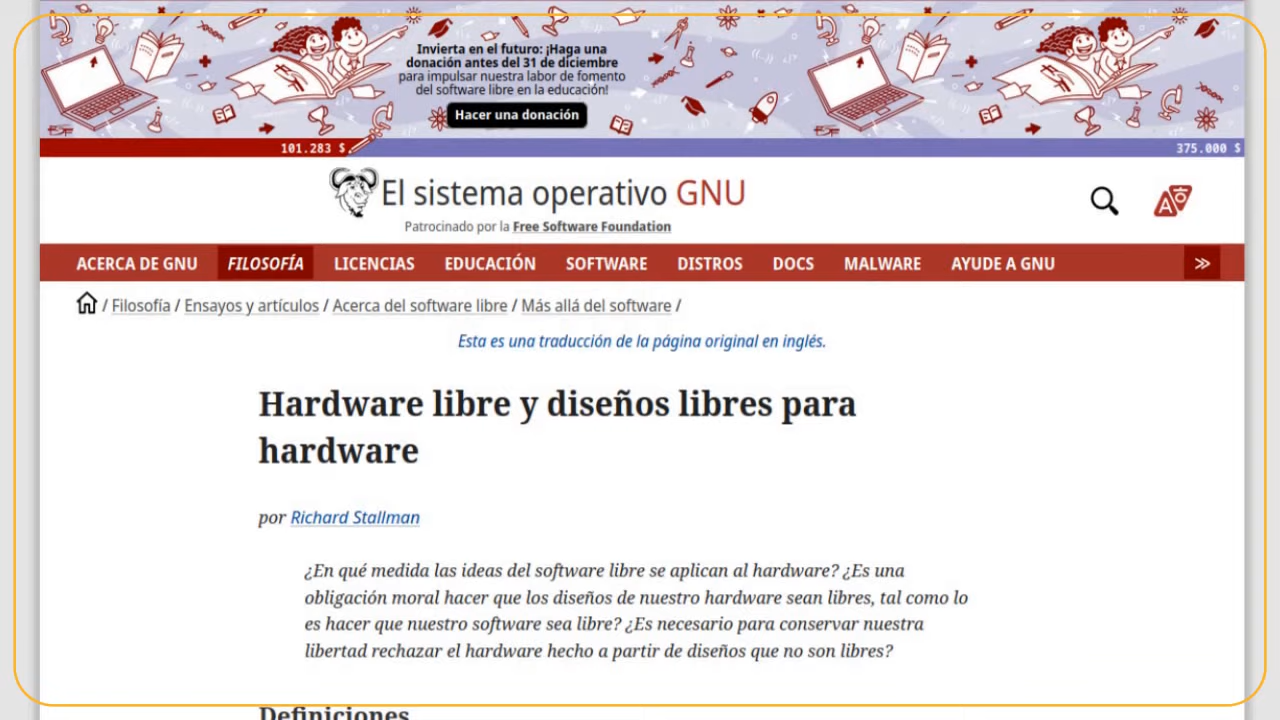 Invierta en el futuro: ¡Haga una
donación antes del 31 de diciembre
para impulsar nuestra labor de fomento
del software libre en la educación!
Hacer una donación
101.283 $
375.000 $
El sistema operativo GNU
Patrocinado por la Free Software Foundation
ACERCA DE GNU FILOSOFÍA LICENCIAS EDUCACIÓN SOFTWARE DISTROS DOCS MALWARE AYUDE A GNU
/ Filosofía / Ensayos y artículos / Acerca del software libre / Más allá del software /
Esta es una traducción de la página original en inglés.
Hardware libre y diseños libres para
hardware
por Richard Stallman
¿En qué medida las ideas del software libre se aplican al hardware? ¿Es una
obligación moral hacer que los diseños de nuestro hardware sean libres, tal como lo
es hacer que nuestro software sea libre? ¿Es necesario para conservar nuestra
libertad rechazar el hardware hecho a partir de diseños que no son libres?
Definiciones